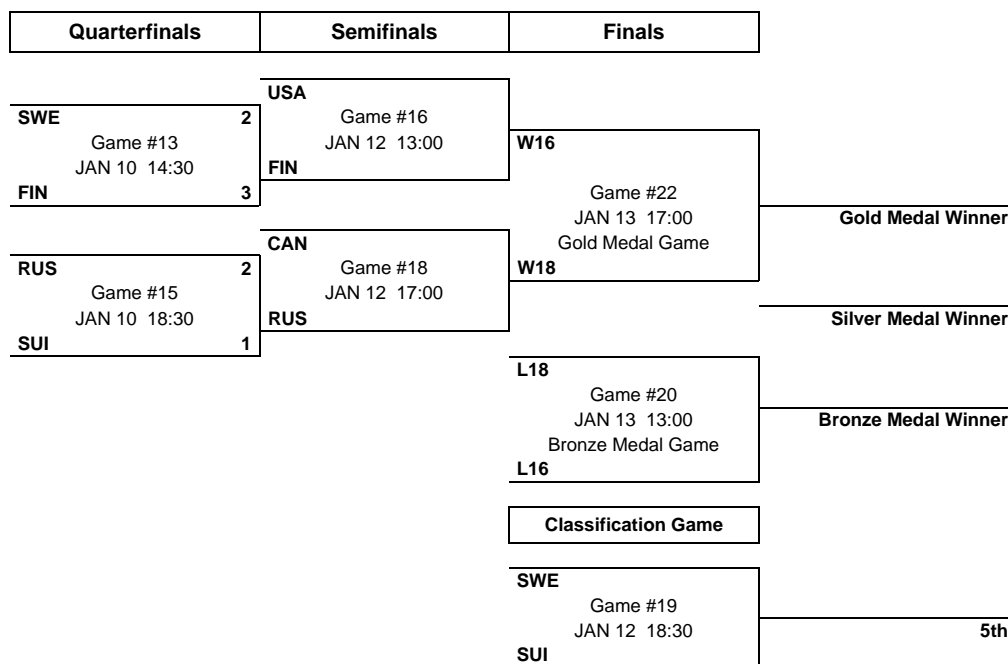 Quarterfinals Semifinals Finals
USA
SWE 2
Game #16
Game #13
JAN 12 13:00
W16
JAN 10 14:30
FIN
FIN 3
Game #22
JAN 13 17:00
Gold Medal Winner
CAN
Gold Medal Game
RUS 2
Game #18
W18
Game #15
JAN 12 17:00
JAN 10 18:30
RUS
Silver Medal Winner
SUI 1
L18
Game #20
JAN 13 13:00
Bronze Medal Winner
Bronze Medal Game
L16
Classification Game
SWE
Game #19
JAN 12 18:30
5th
SUI